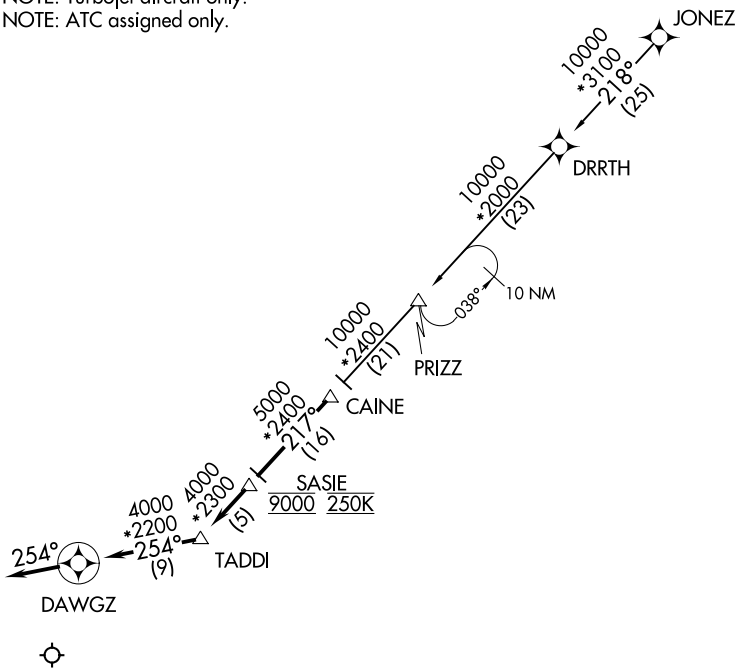 NOTE: Turbojet aircraft only.
NOTE: ATC assigned only.
JONEZ
10000
*3100
218°
(25)
DRRTH
10000
*2000
(23)
038°
10 NM
PRIZZ
10000
*2400
(21)
CAINE
5000
*2400
217°
(16)
SASIE
9000 250K
4000
*2300
(5)
TADDI
4000
*2200
254°
(9)
254°
DAWGZ